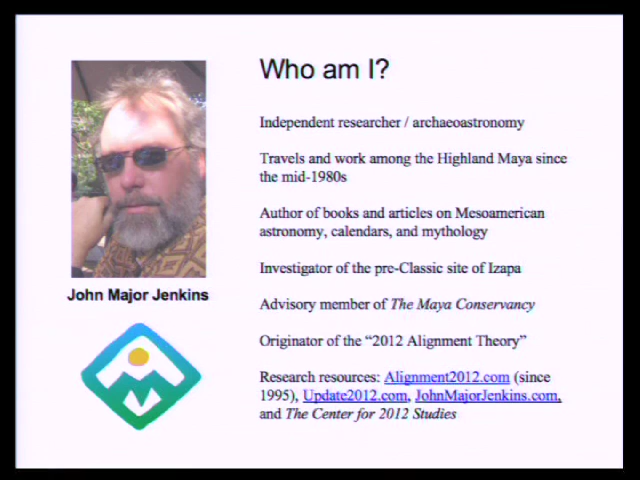 Who am I?
Independent researcher / archaeoastronomy
Travels and work among the Highland Maya since
the mid-1980s
Author of books and articles on Mesoamerican
astronomy, calendars, and mythology
Investigator of the pre-Classic site of Izapa
John Major Jenkins
Advisory member of The Maya Conservancy
Originator of the “2012 Alignment Theory”
Research resources: Alignment2012.com (since
1995), Update2012.com, JohnMajorJenkins.com,
and The Center for 2012 Studies